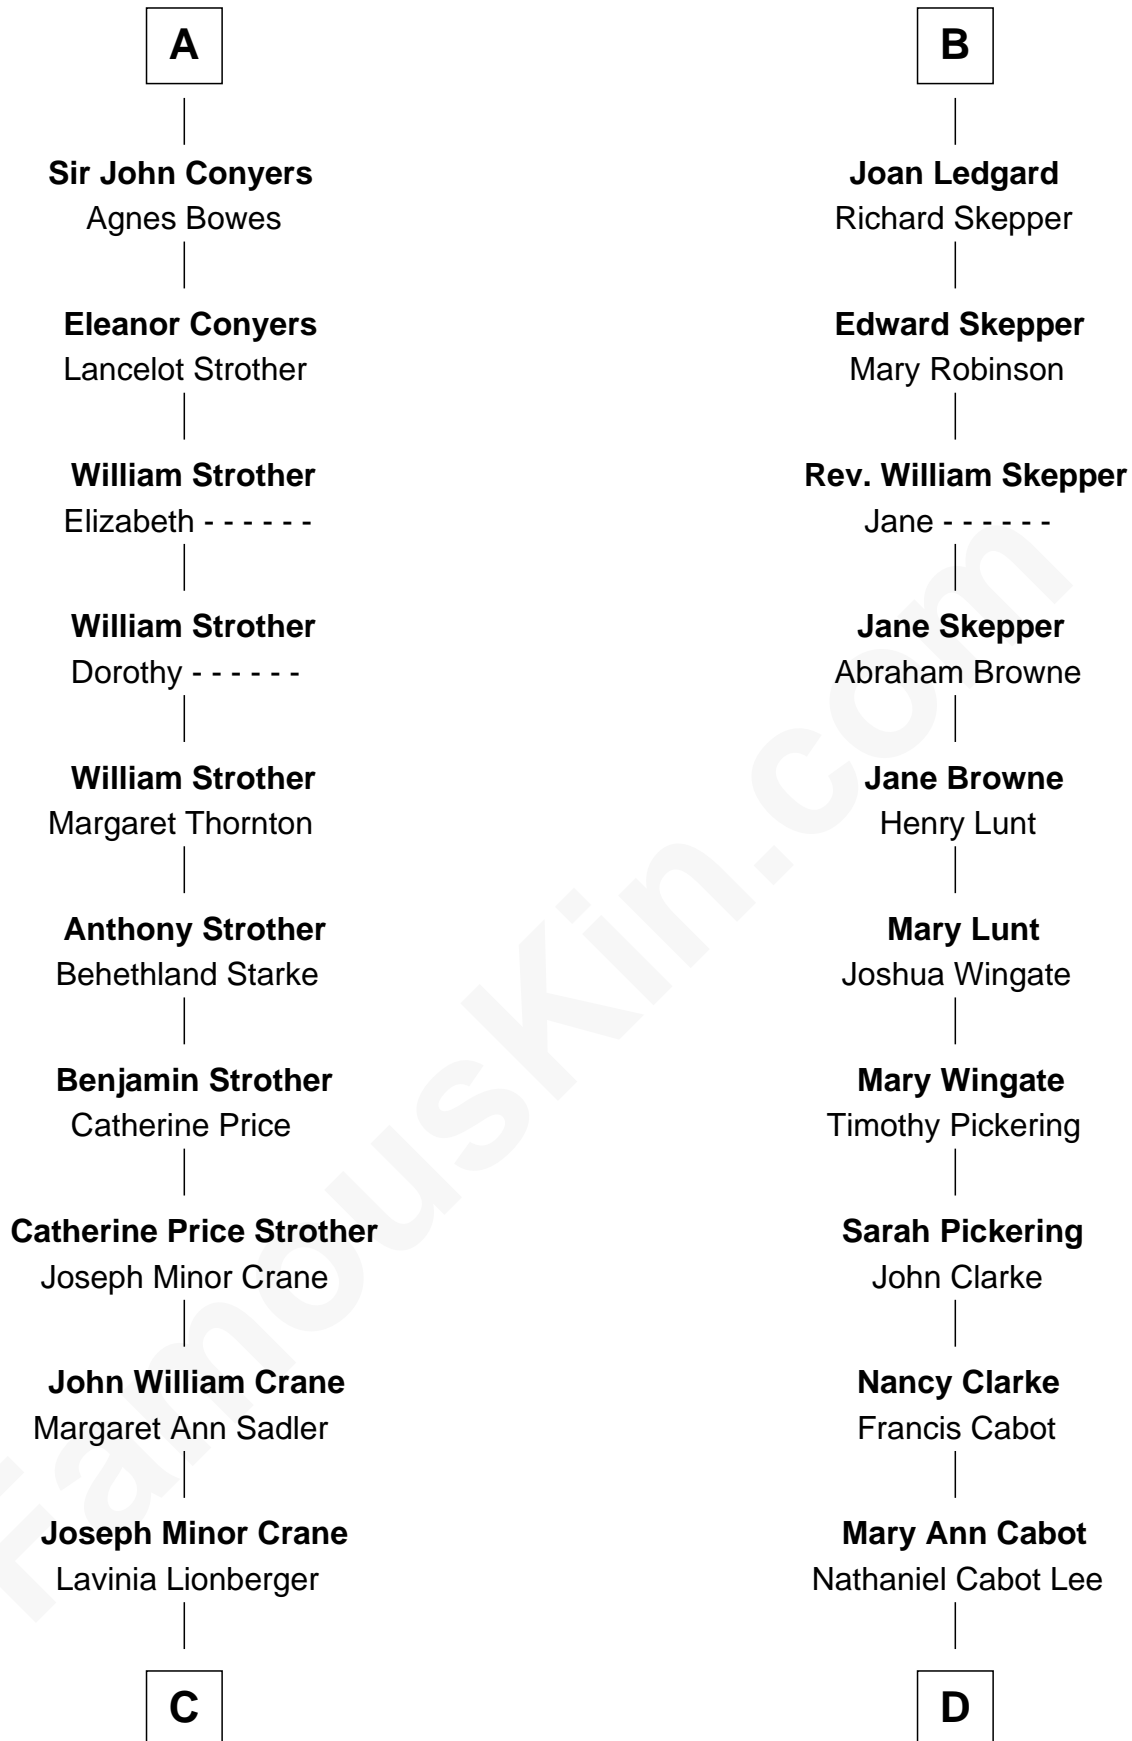 A
Sir John Conyers
Agnes Bowes
Eleanor Conyers
Lancelot Strother
William Strother
Elizabeth - - - - - -
William Strother
Dorothy - - - - - -
William Strother
Margaret Thornton
Anthony Strother
Behethland Starke
Benjamin Strother
Catherine Price
Catherine Price Strother
Joseph Minor Crane
John William Crane
Margaret Ann Sadler
Joseph Minor Crane
Lavinia Lionberger
C
B
Joan Ledgard
Richard Skepper
Edward Skepper
Mary Robinson
Rev. William Skepper
Jane - - - - - -
Jane Skepper
Abraham Browne
Jane Browne
Henry Lunt
Mary Lunt
Joshua Wingate
Mary Wingate
Timothy Pickering
Sarah Pickering
John Clarke
Nancy Clarke
Francis Cabot
Mary Ann Cabot
Nathaniel Cabot Lee
D
FamousKin.com